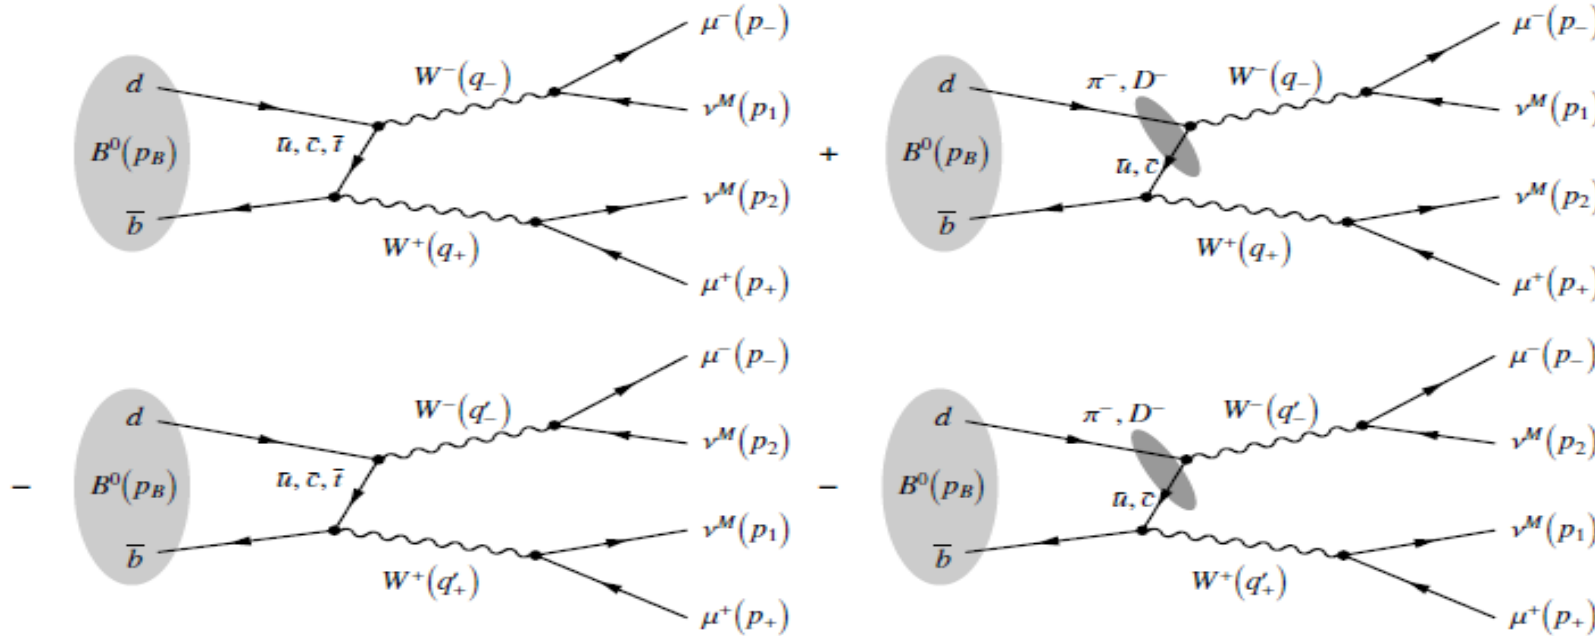 μ⁻(p₋)
d
W⁻(q₋)
ν^M(p₁)
B⁰(p_B)
ū, c̄, t̄
ν^M(p₂)
b̄
W⁺(q₊)
μ⁺(p₊)
+
μ⁻(p₋)
π⁻, D⁻
d
W⁻(q₋)
ν^M(p₁)
B⁰(p_B)
ū, c̄
ν^M(p₂)
b̄
W⁺(q₊)
μ⁺(p₊)
−
μ⁻(p₋)
d
W⁻(q′₋)
ν^M(p₂)
B⁰(p_B)
ū, c̄, t̄
ν^M(p₁)
b̄
W⁺(q′₊)
μ⁺(p₊)
−
μ⁻(p₋)
π⁻, D⁻
d
W⁻(q′₋)
ν^M(p₂)
B⁰(p_B)
ū, c̄
ν^M(p₁)
b̄
W⁺(q′₊)
μ⁺(p₊)